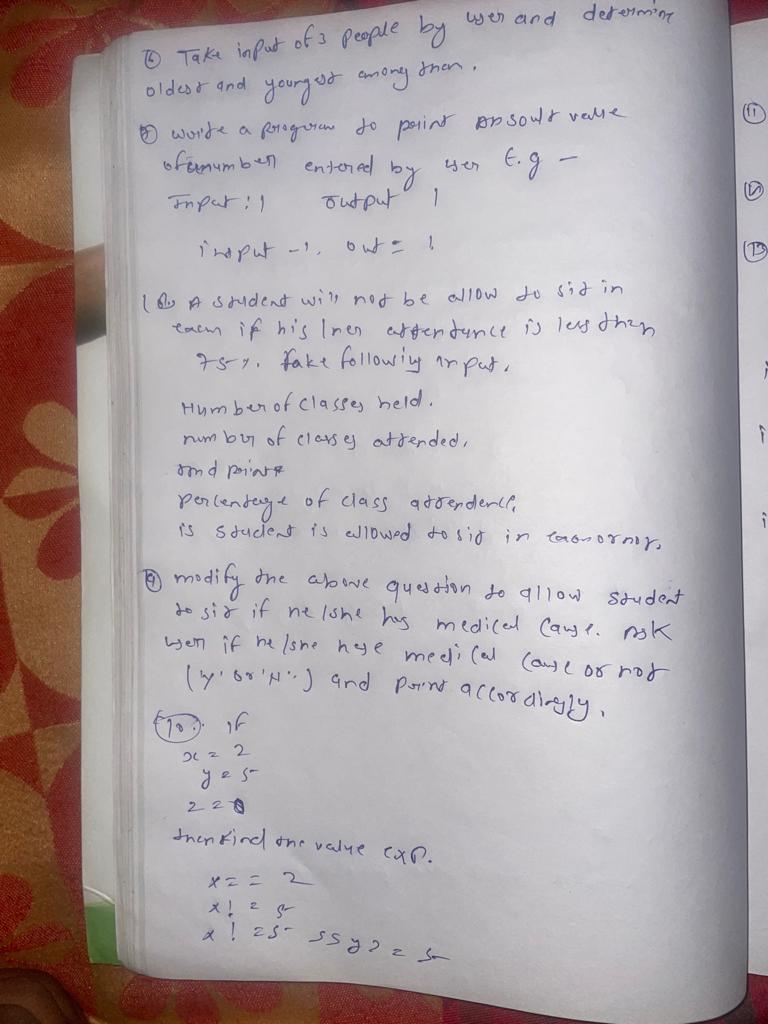 ⑥ Take input of 3 people by user and determine
oldest and youngest among them.
write a program to print Absoult value
of number entered by user E.g -
Input: 1 output 1
input -1. out = 1
A student will not be allow to sit in
exam if his/her attendance is less than
75%. Take following input.
Number of classes held.
number of classes attended.
and print
percentage of class attendence.
is student is allowed to sit in exam or not.
⑨ modify the above question to allow student
to sit if he/she has medical cause. Ask
user if he/she have medical cause or not
('Y' or 'N') and print accordingly.
10. if
x = 2
y = 5
z = 0
then find the value exp.
x == 2
x != 5
x != 5 && y >= 5
11
12
13